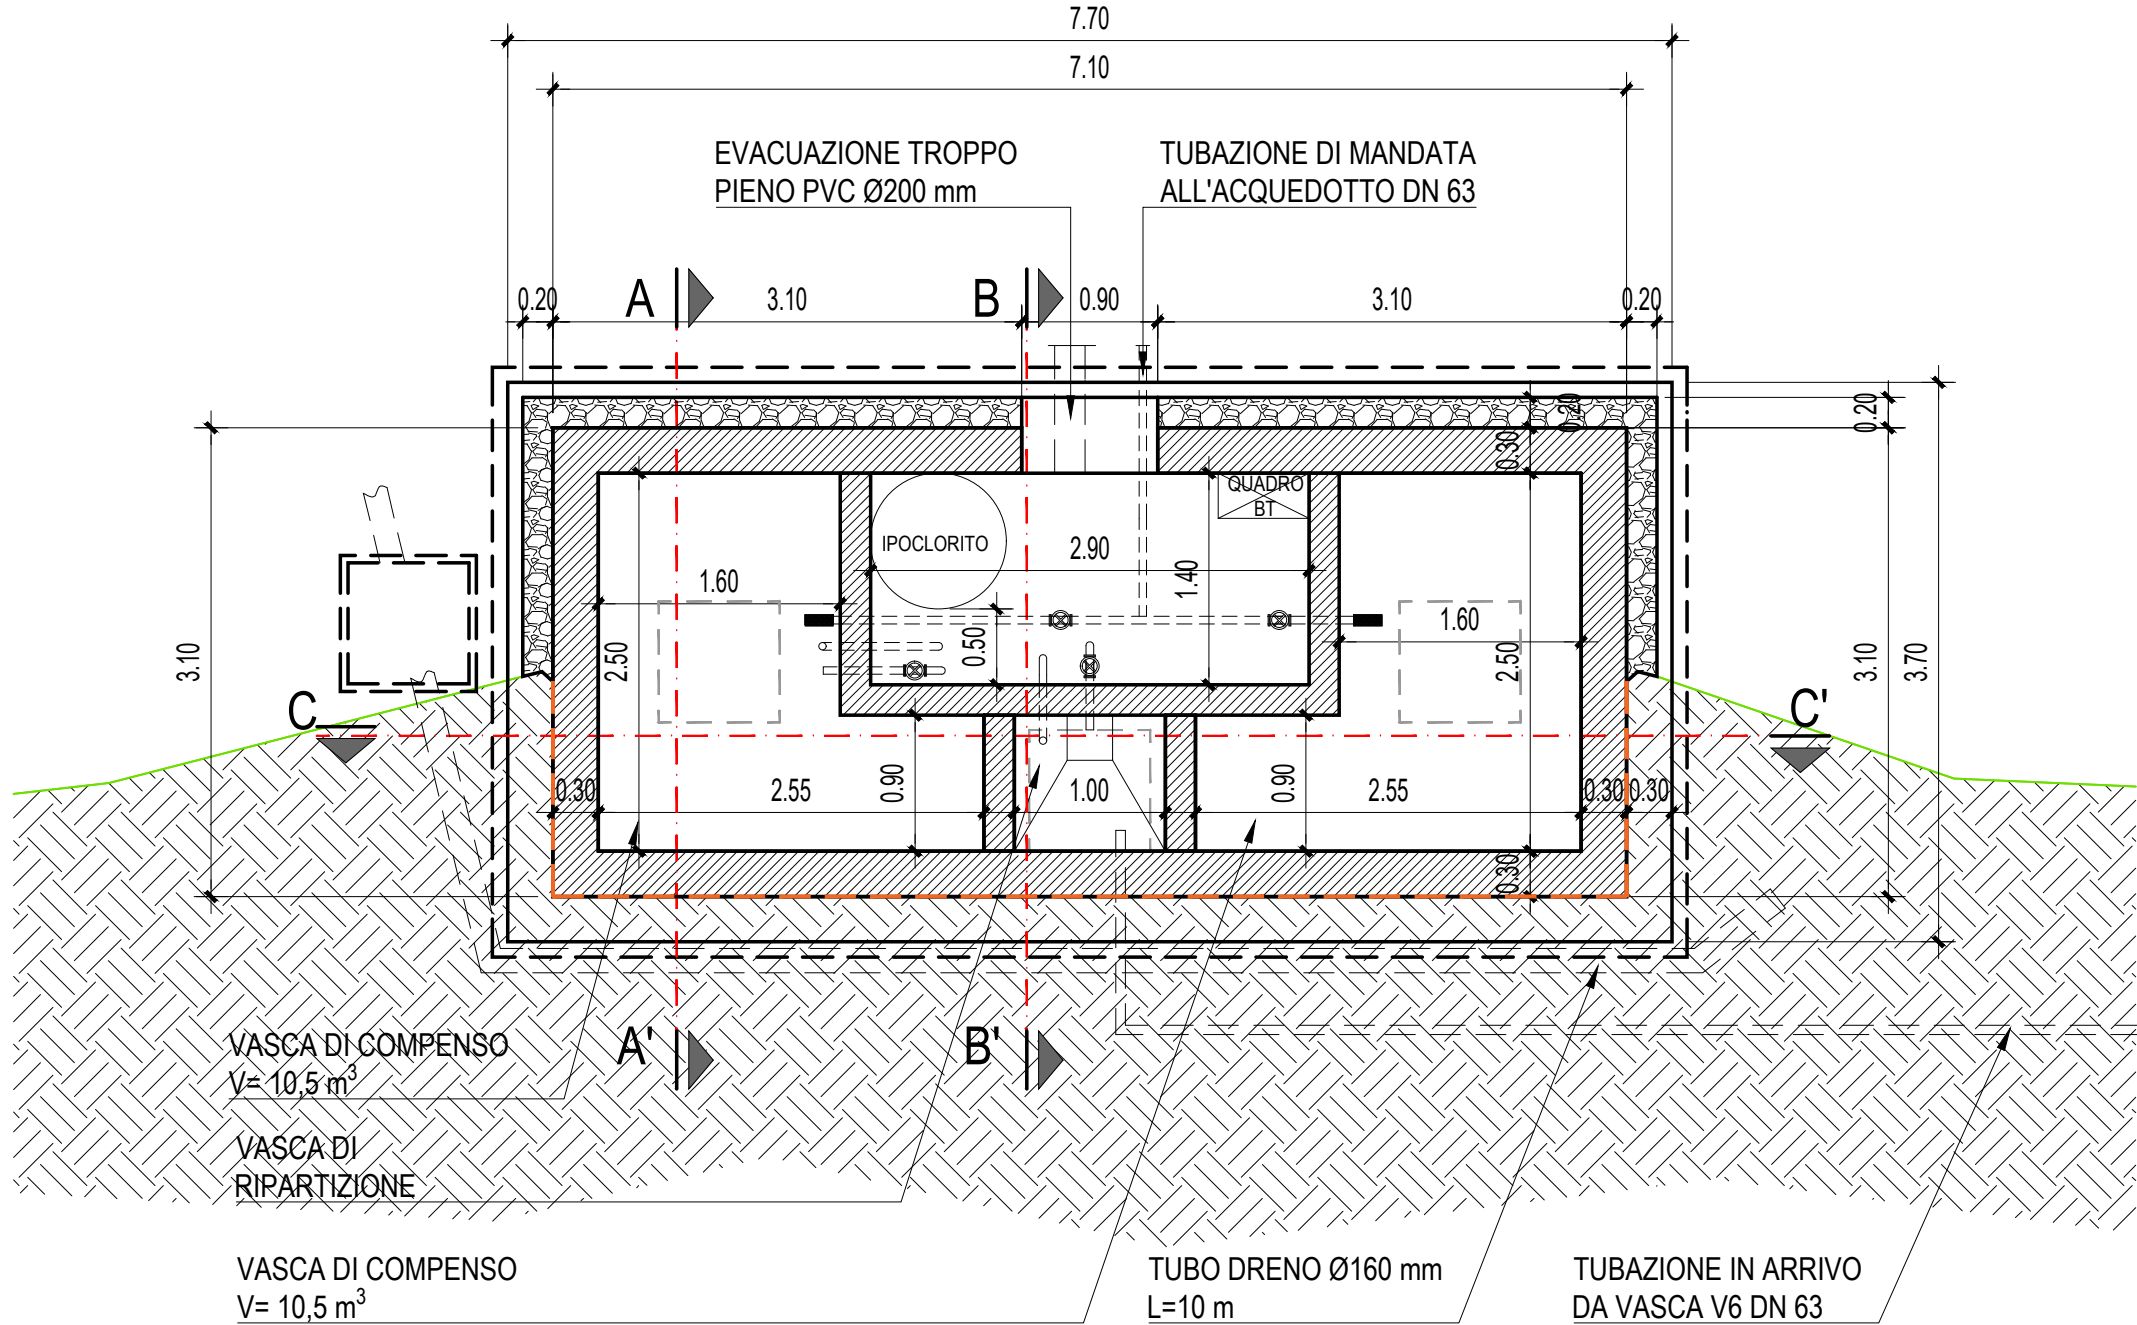 7.70
7.10
EVACUAZIONE TROPPO
PIENO PVC Ø200 mm
TUBAZIONE DI MANDATA
ALL'ACQUEDOTTO DN 63
0.20
A
3.10
B
0.90
3.10
0.20
0.20
0.20
0.30
QUADRO
BT
IPOCLORITO
2.90
1.40
1.60
1.60
0.50
2.50
2.50
3.10
3.10
3.70
C
C'
0.30
2.55
0.90
1.00
0.90
2.55
0.30
0.30
0.30
A'
B'
VASCA DI COMPENSO
V= 10,5 m³
VASCA DI
RIPARTIZIONE
VASCA DI COMPENSO
V= 10,5 m³
TUBO DRENO Ø160 mm
L=10 m
TUBAZIONE IN ARRIVO
DA VASCA V6 DN 63